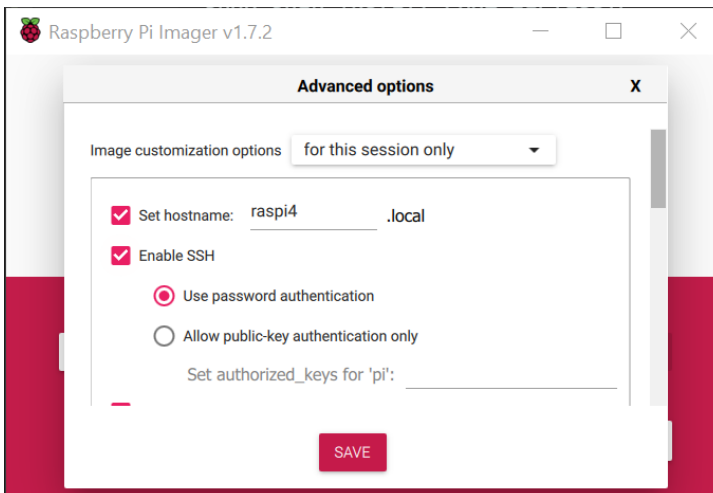 Raspberry Pi Imager v1.7.2
Advanced options X
Image customization options for this session only
Set hostname: raspi4 .local
Enable SSH
Use password authentication
Allow public-key authentication only
Set authorized_keys for 'pi':
SAVE